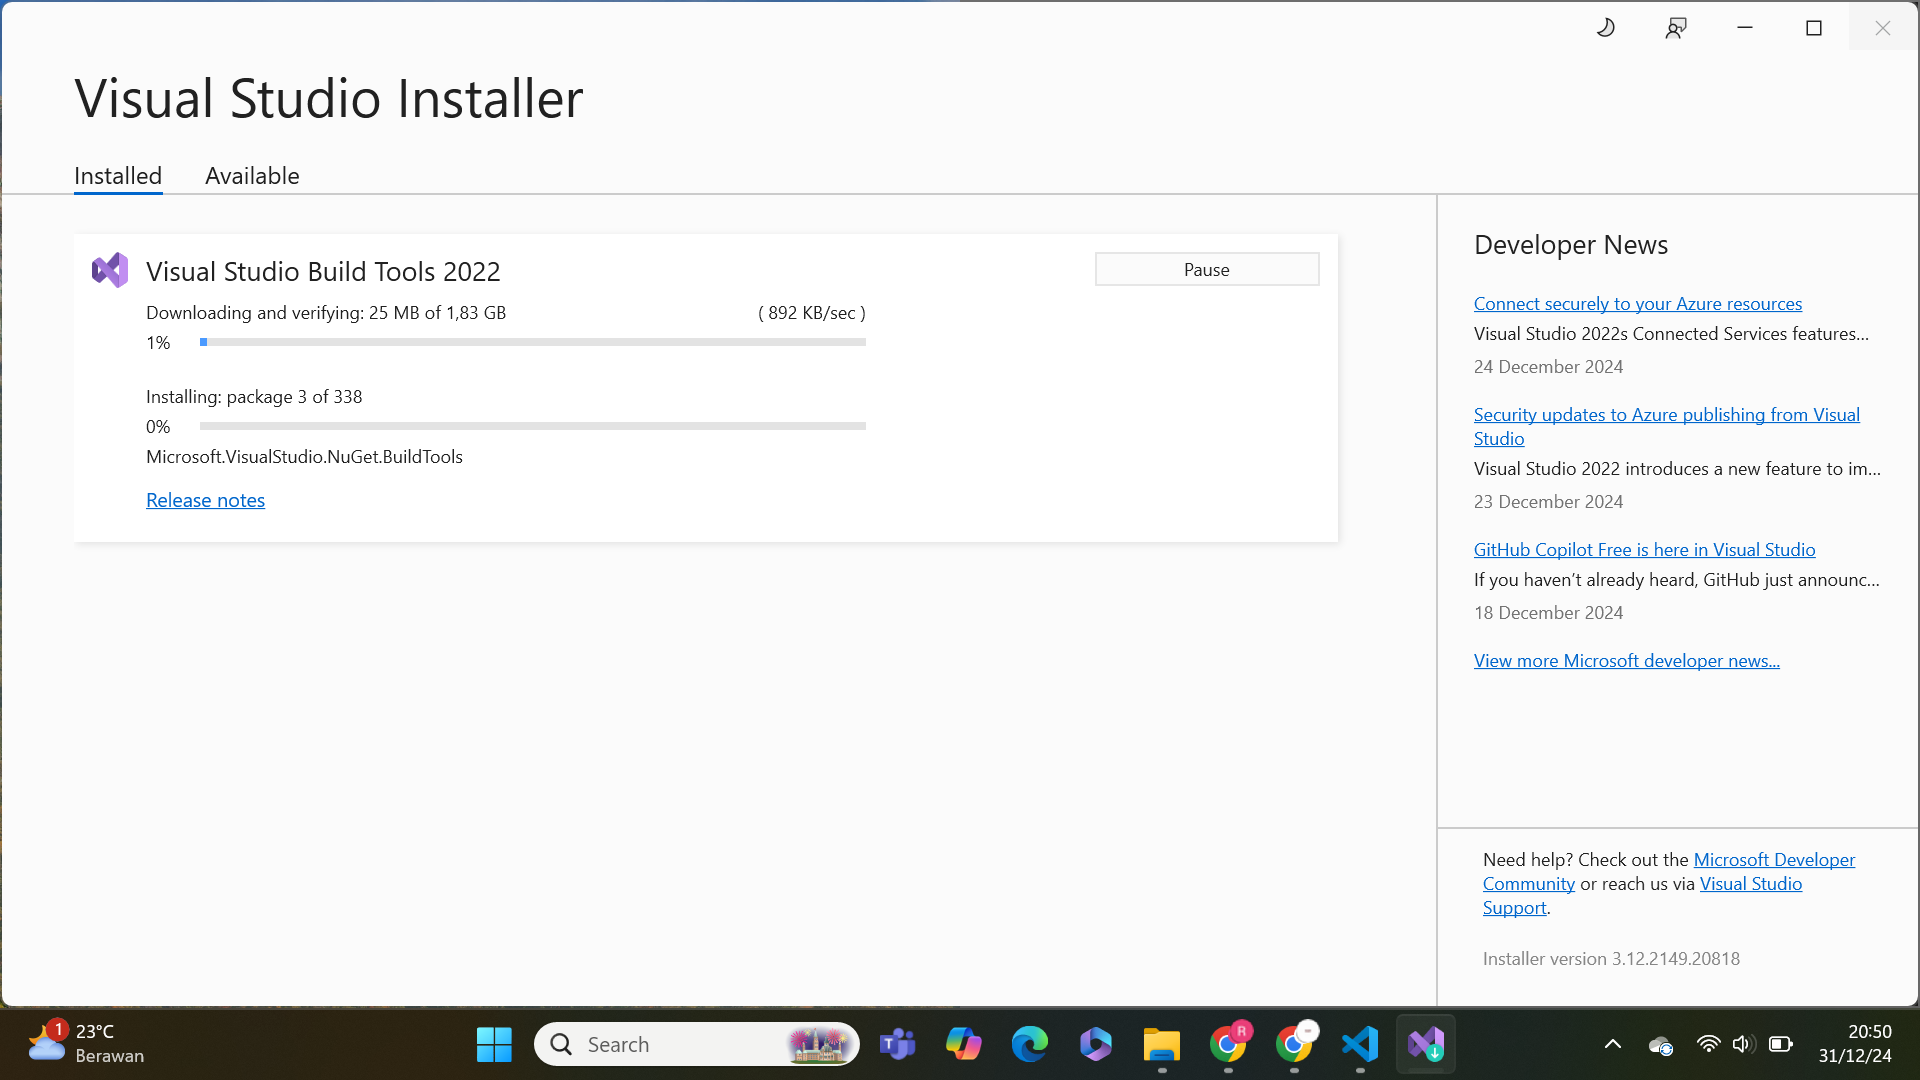 Visual Studio Installer
Installed
Available
Visual Studio Build Tools 2022
Pause
Downloading and verifying: 25 MB of 1,83 GB
( 892 KB/sec )
1%
Installing: package 3 of 338
0%
Microsoft.VisualStudio.NuGet.BuildTools
Release notes
Developer News
Connect securely to your Azure resources
Visual Studio 2022s Connected Services features...
24 December 2024
Security updates to Azure publishing from Visual
Studio
Visual Studio 2022 introduces a new feature to im...
23 December 2024
GitHub Copilot Free is here in Visual Studio
If you haven’t already heard, GitHub just announc...
18 December 2024
View more Microsoft developer news...
Need help? Check out the Microsoft Developer
Community or reach us via Visual Studio
Support.
Installer version 3.12.2149.20818
1
23°C
Berawan
Search
T
R
20:50
31/12/24